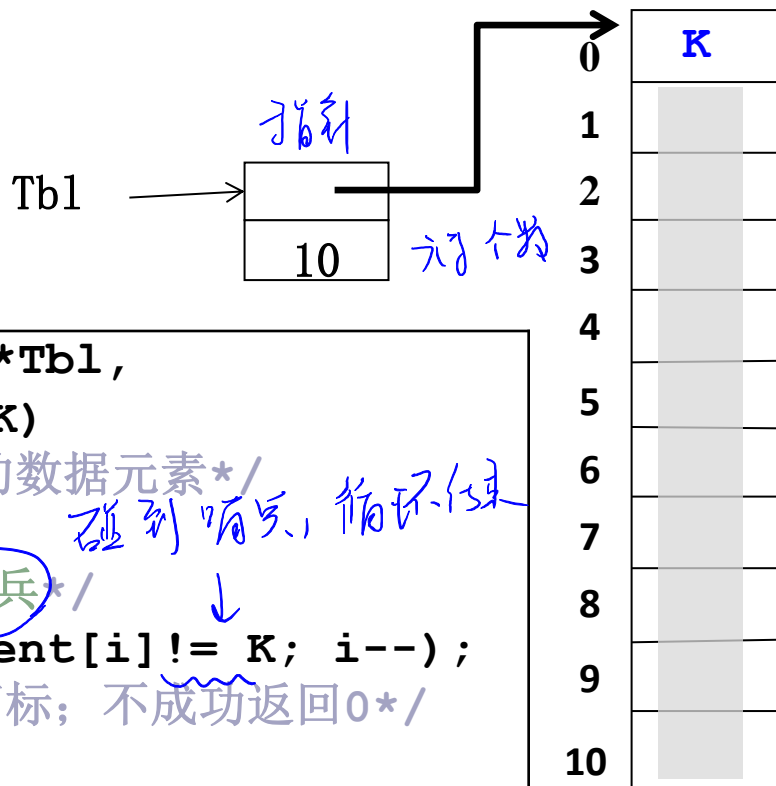 0 K
1
指针
Tbl
2
10
个数
3
4
*Tbl,
K)
5
的数据元素*/
6
碰到哨兵，循环结束
7
兵*/
8
ent[i]!= K; i--);
9
标; 不成功返回0*/
10